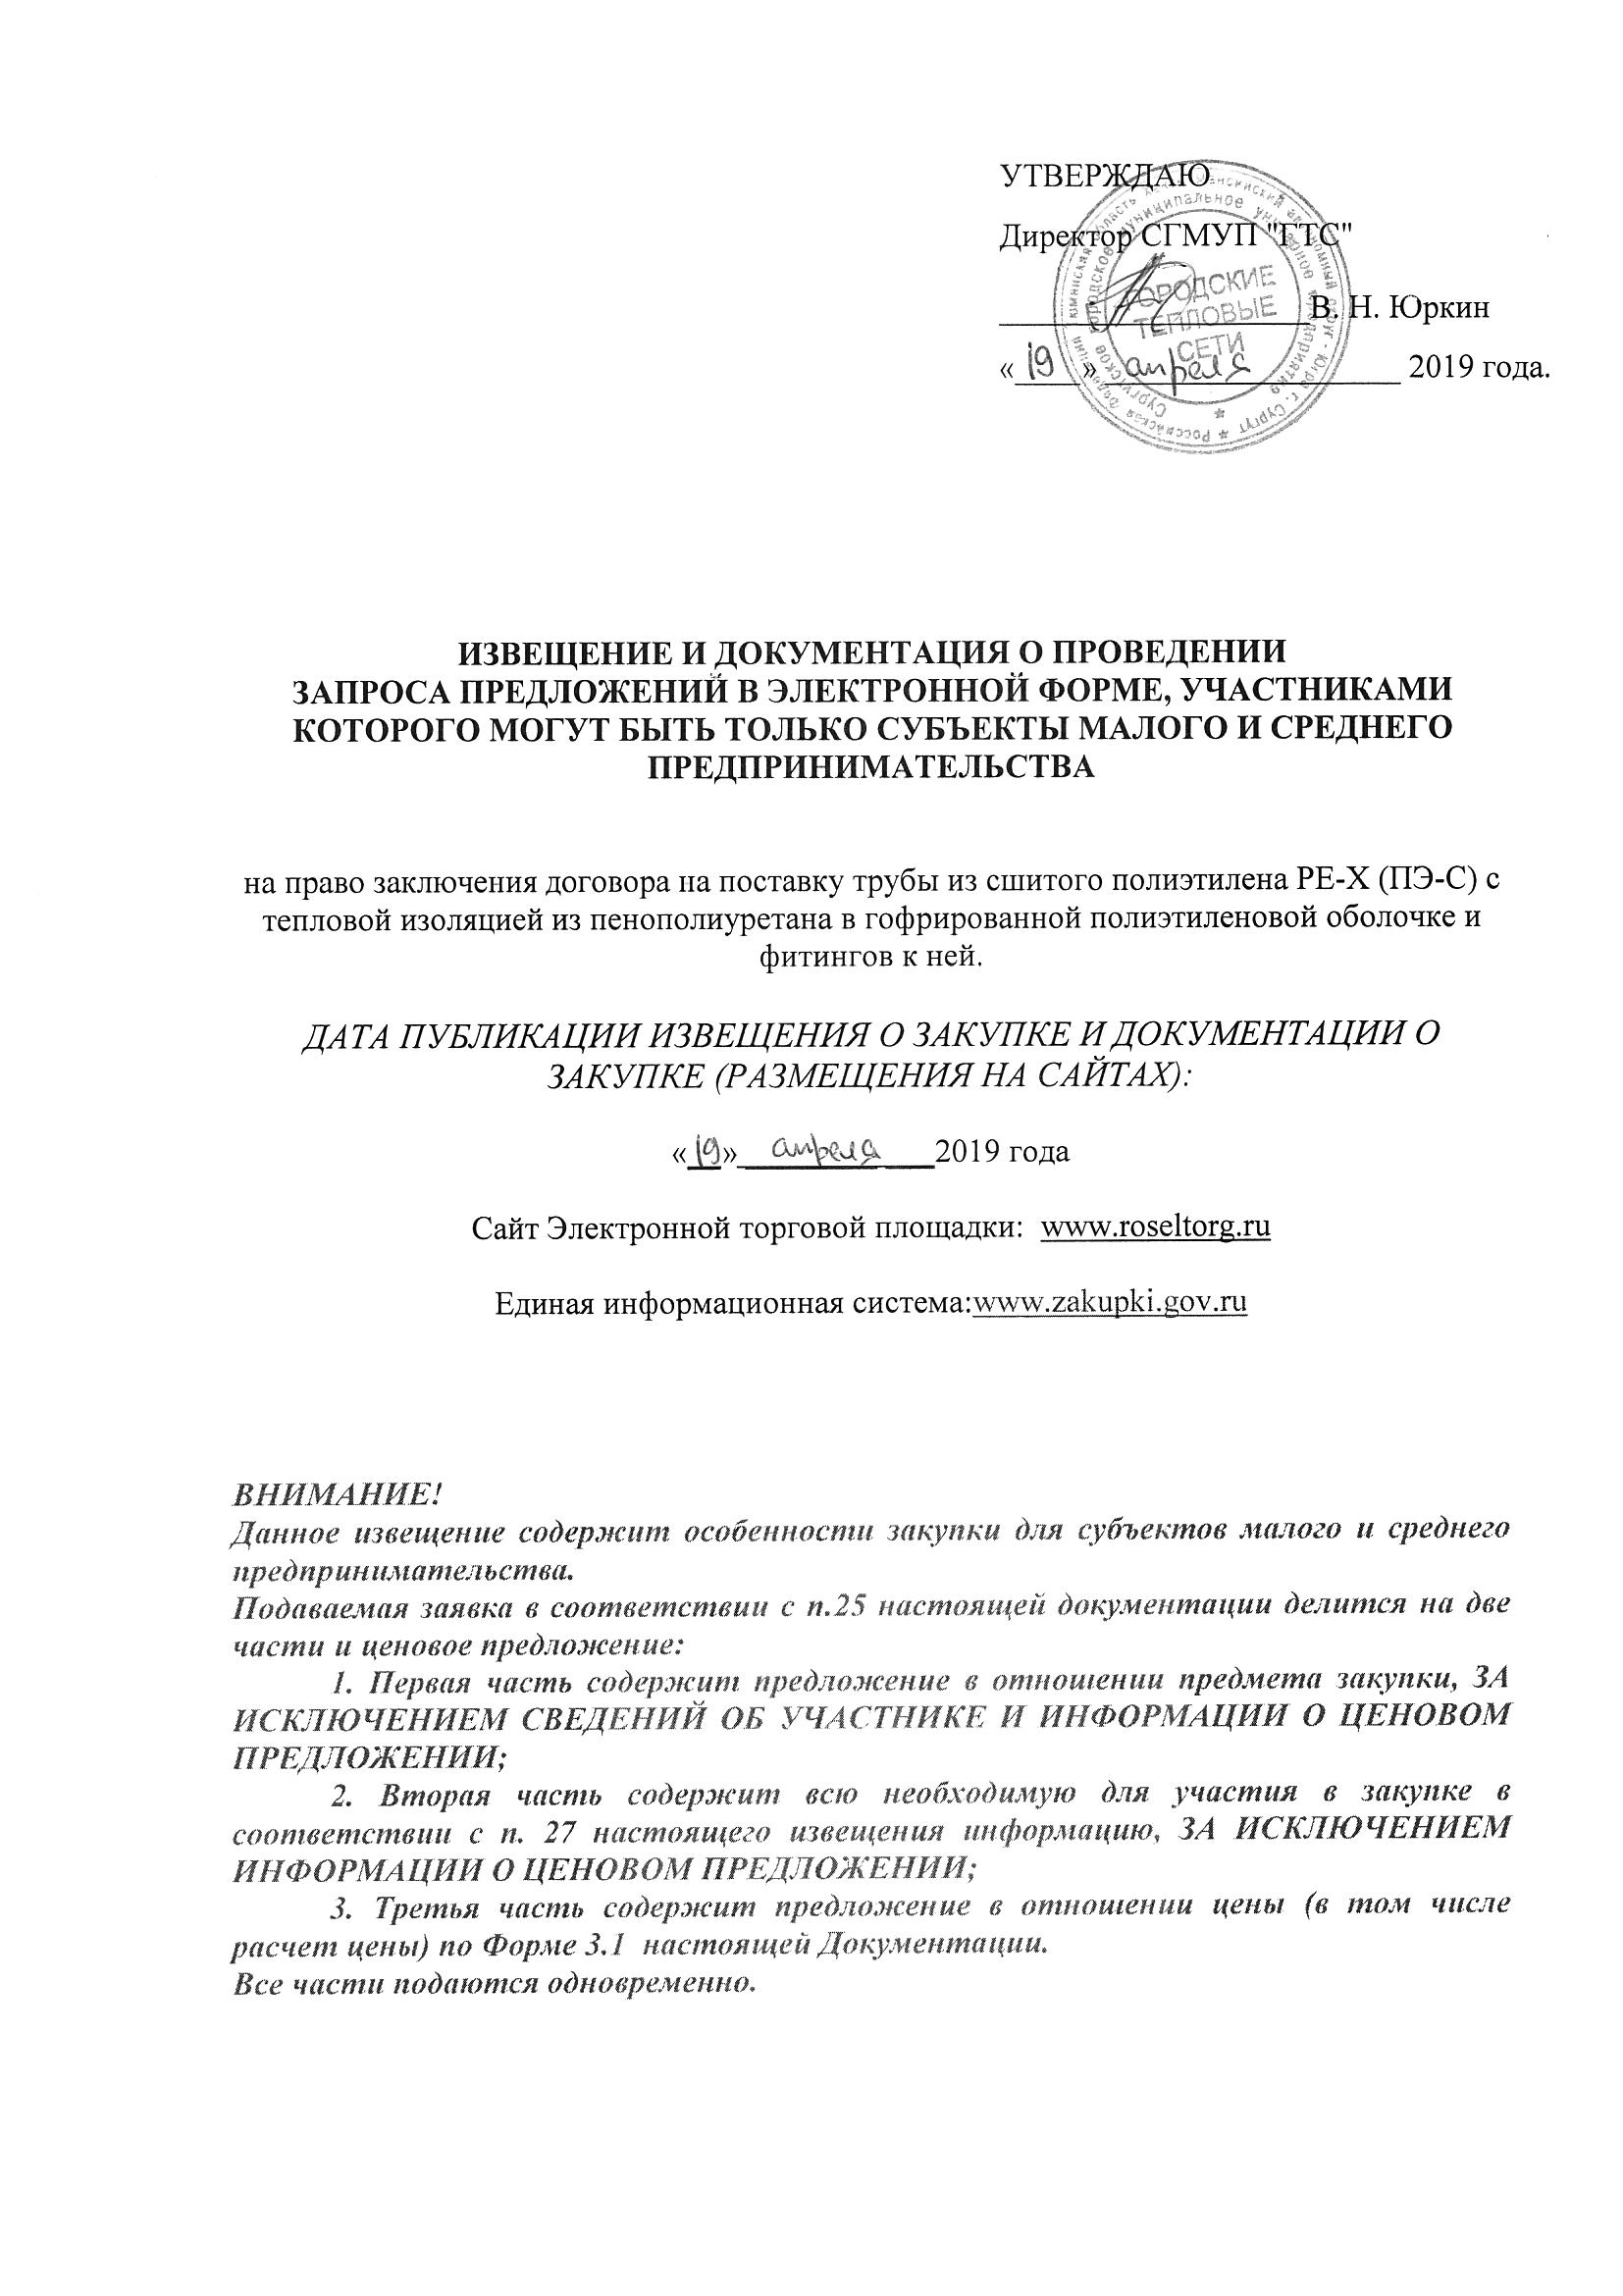 УТВЕРЖДАЮ
Директор СГМУП "ГТС"
В. Н. Юркин
«19» апреля 2019 года.
ГОРОДСКИЕ
ТЕПЛОВЫЕ
СЕТИ
Сургутское городское муниципальное унитарное предприятие
ИЗВЕЩЕНИЕ И ДОКУМЕНТАЦИЯ О ПРОВЕДЕНИИ
ЗАПРОСА ПРЕДЛОЖЕНИЙ В ЭЛЕКТРОННОЙ ФОРМЕ, УЧАСТНИКАМИ
КОТОРОГО МОГУТ БЫТЬ ТОЛЬКО СУБЪЕКТЫ МАЛОГО И СРЕДНЕГО
ПРЕДПРИНИМАТЕЛЬСТВА
на право заключения договора на поставку трубы из сшитого полиэтилена PE-X (ПЭ-С) с
тепловой изоляцией из пенополиуретана в гофрированной полиэтиленовой оболочке и
фитингов к ней.
ДАТА ПУБЛИКАЦИИ ИЗВЕЩЕНИЯ О ЗАКУПКЕ И ДОКУМЕНТАЦИИ О
ЗАКУПКЕ (РАЗМЕЩЕНИЯ НА САЙТАХ):
«19» апреля 2019 года
Сайт Электронной торговой площадки: www.roseltorg.ru
Единая информационная система:www.zakupki.gov.ru
ВНИМАНИЕ!
Данное извещение содержит особенности закупки для субъектов малого и среднего
предпринимательства.
Подаваемая заявка в соответствии с п.25 настоящей документации делится на две
части и ценовое предложение:
1. Первая часть содержит предложение в отношении предмета закупки, ЗА
ИСКЛЮЧЕНИЕМ СВЕДЕНИЙ ОБ УЧАСТНИКЕ И ИНФОРМАЦИИ О ЦЕНОВОМ
ПРЕДЛОЖЕНИИ;
2. Вторая часть содержит всю необходимую для участия в закупке в
соответствии с п. 27 настоящего извещения информацию, ЗА ИСКЛЮЧЕНИЕМ
ИНФОРМАЦИИ О ЦЕНОВОМ ПРЕДЛОЖЕНИИ;
3. Третья часть содержит предложение в отношении цены (в том числе
расчет цены) по Форме 3.1 настоящей Документации.
Все части подаются одновременно.